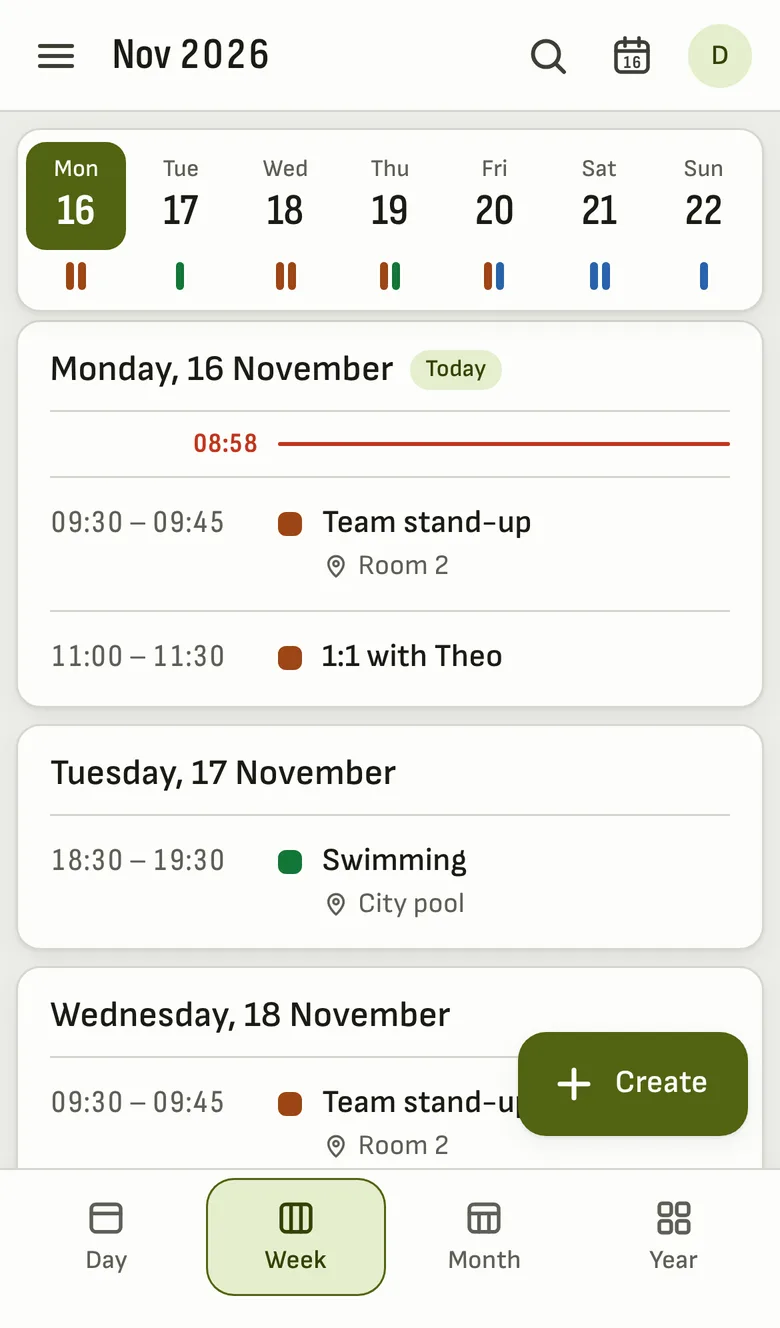 Nov 2026
16
D
Mon Tue Wed Thu Fri Sat Sun
16 17 18 19 20 21 22
Monday, 16 November Today
08:58
09:30 – 09:45 Team stand-up
Room 2
11:00 – 11:30 1:1 with Theo
Tuesday, 17 November
18:30 – 19:30 Swimming
City pool
Wednesday, 18 November
Create
09:30 – 09:45 Team
Room 2
Day Week Month Year